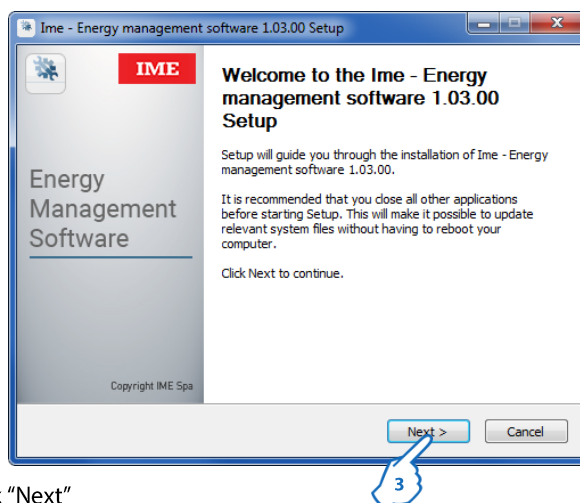 Ime - Energy management software 1.03.00 Setup
IME
Energy
Management
Software
Copyright IME Spa
Welcome to the Ime - Energy
management software 1.03.00
Setup
Setup will guide you through the installation of Ime - Energy
management software 1.03.00.
It is recommended that you close all other applications
before starting Setup. This will make it possible to update
relevant system files without having to reboot your
computer.
Click Next to continue.
Next >
Cancel
3
“Next”